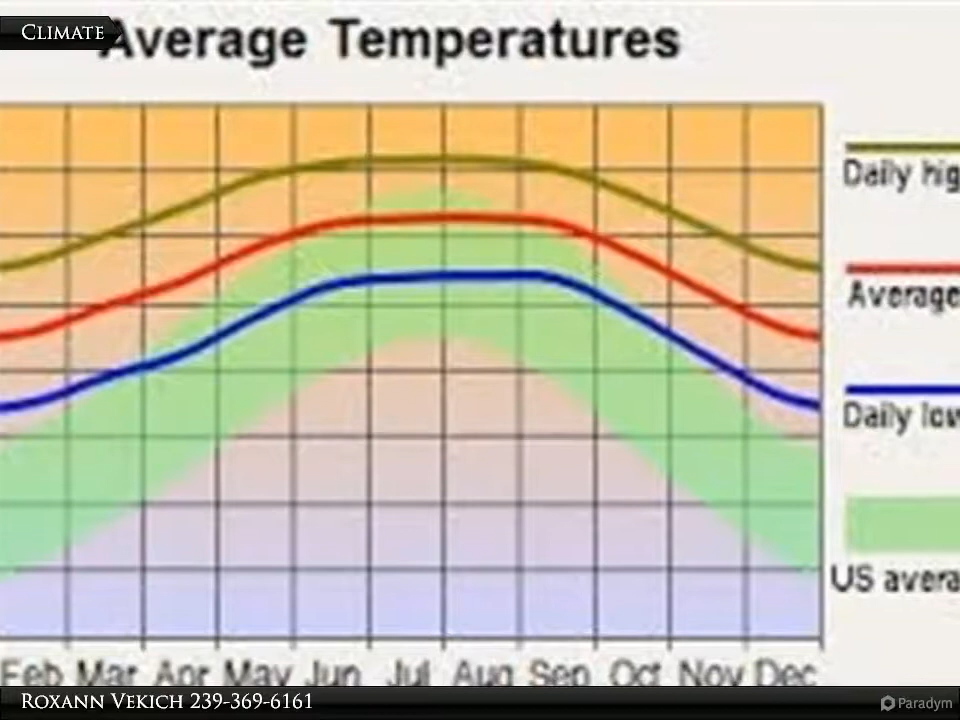 CLIMATE
Average Temperatures
Daily hig
Average
Daily low
US avera
Feb Mar Apr May Jun Jul Aug Sep Oct Nov Dec
ROXANN VEKICH 239-369-6161
Paradym